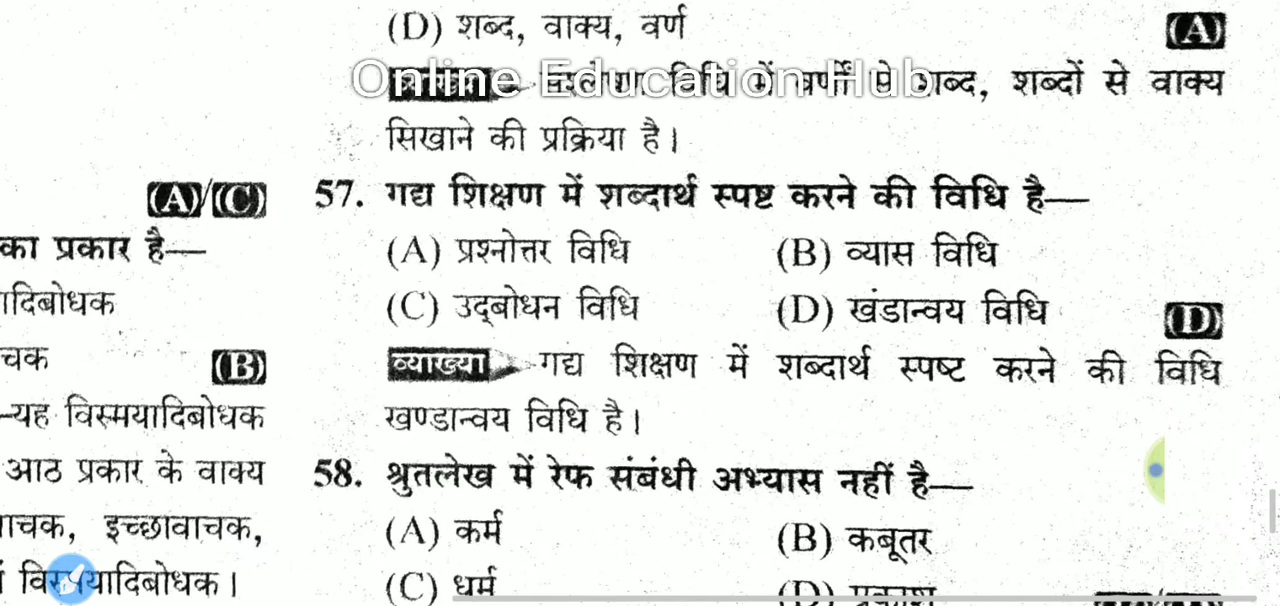 (A)/(C)
का प्रकार है—
चक (B)
—यह विस्मयादिबोधक
आठ प्रकार के वाक्य
इच्छावाचक,
विस्मयादिबोधक।
(D) शब्द, वाक्य, वर्ण (A)
Online Education Hub
विधि में वर्णों से शब्द, शब्दों से वाक्य
सिखाने की प्रक्रिया है।
57. गद्य शिक्षण में शब्दार्थ स्पष्ट करने की विधि है—
(A) प्रश्नोत्तर विधि (B) व्यास विधि
(C) उद्‌बोधन विधि (D) खंडान्वय विधि (D)
व्याख्या गद्य शिक्षण में शब्दार्थ स्पष्ट करने की विधि
खण्डान्वय विधि है।
58. श्रुतलेख में रेफ संबंधी अभ्यास नहीं है—
(A) कर्म (B) कबूतर
(C) धर्म (D)